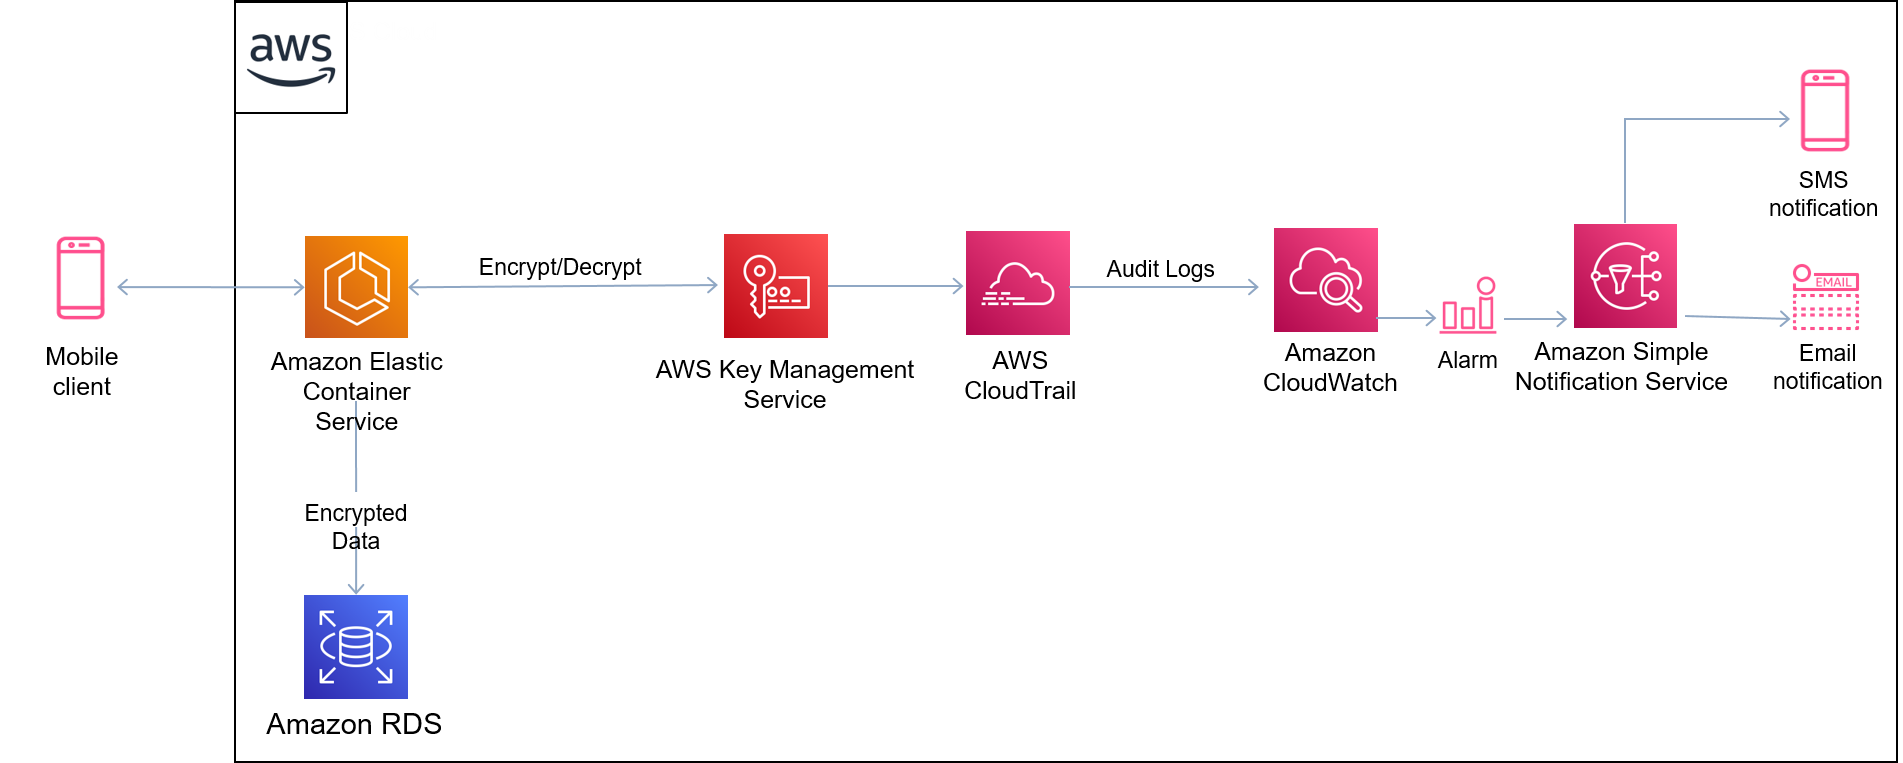 aws
SMS
notification
Encrypt/Decrypt
Audit Logs
EMAIL
Mobile
client
Amazon Elastic
Container
Service
AWS Key Management
Service
AWS
CloudTrail
Amazon
CloudWatch
Alarm
Amazon Simple
Notification Service
Email
notification
Encrypted
Data
Amazon RDS